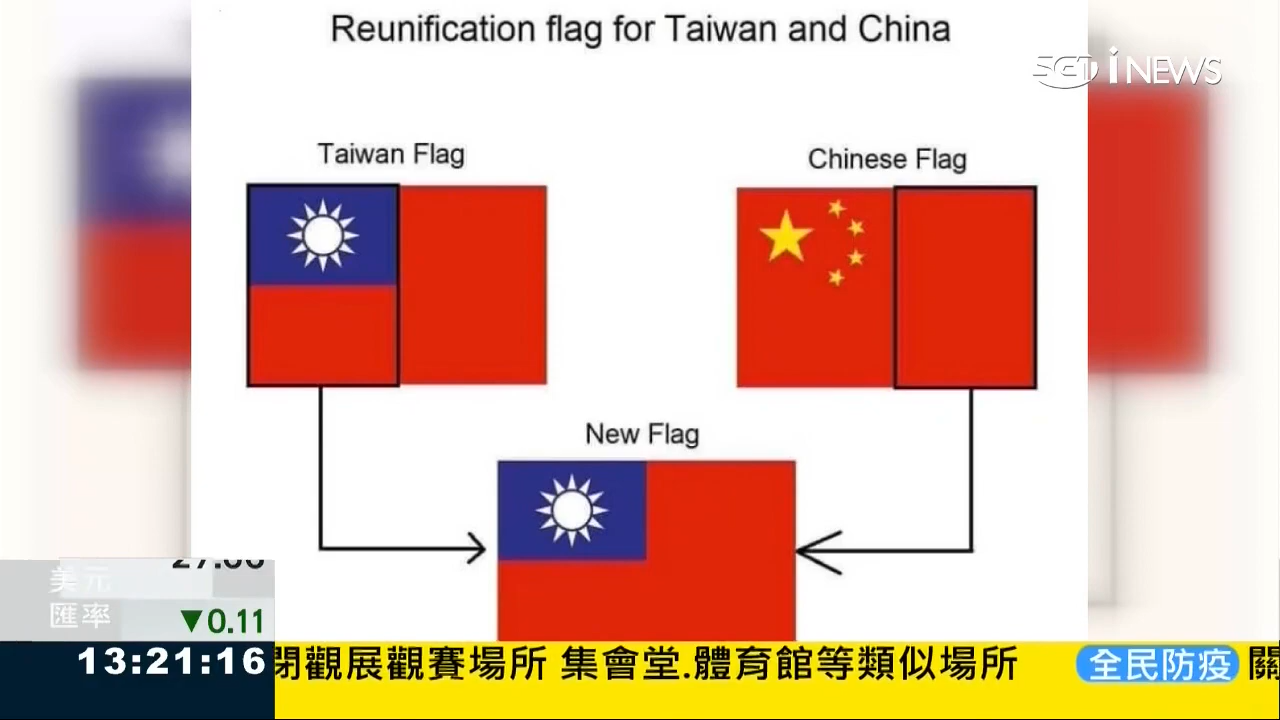 Reunification flag for Taiwan and China
SET iNEWS
Taiwan Flag
Chinese Flag
New Flag
美元
匯率
▼0.11
13:21:16
閉觀展觀賽場所 集會堂.體育館等類似場所
全民防疫
關